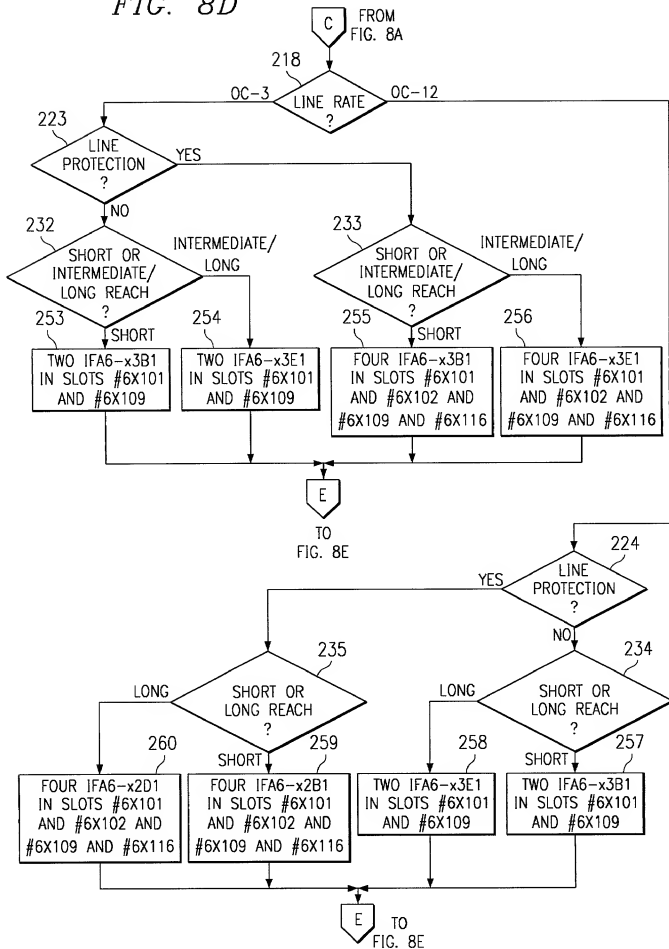 FIG. 8D
C
FROM
FIG. 8A
218
OC-3
LINE RATE
?
OC-12
223
LINE
PROTECTION
?
YES
NO
232
SHORT OR
INTERMEDIATE/
LONG REACH
?
INTERMEDIATE/
LONG
SHORT
233
SHORT OR
INTERMEDIATE/
LONG REACH
?
INTERMEDIATE/
LONG
SHORT
253
TWO IFA6-x3B1
IN SLOTS #6X101
AND #6X109
254
TWO IFA6-x3E1
IN SLOTS #6X101
AND #6X109
255
FOUR IFA6-x3B1
IN SLOTS #6X101
AND #6X102 AND
#6X109 AND #6X116
256
FOUR IFA6-x3E1
IN SLOTS #6X101
AND #6X102 AND
#6X109 AND #6X116
E
TO
FIG. 8E
224
LINE
PROTECTION
?
YES
NO
235
SHORT OR
LONG REACH
?
LONG
SHORT
234
SHORT OR
LONG REACH
?
LONG
SHORT
260
FOUR IFA6-x2D1
IN SLOTS #6X101
AND #6X102 AND
#6X109 AND #6X116
259
FOUR IFA6-x2B1
IN SLOTS #6X101
AND #6X102 AND
#6X109 AND #6X116
258
TWO IFA6-x3E1
IN SLOTS #6X101
AND #6X109
257
TWO IFA6-x3B1
IN SLOTS #6X101
AND #6X109
E
TO
FIG. 8E